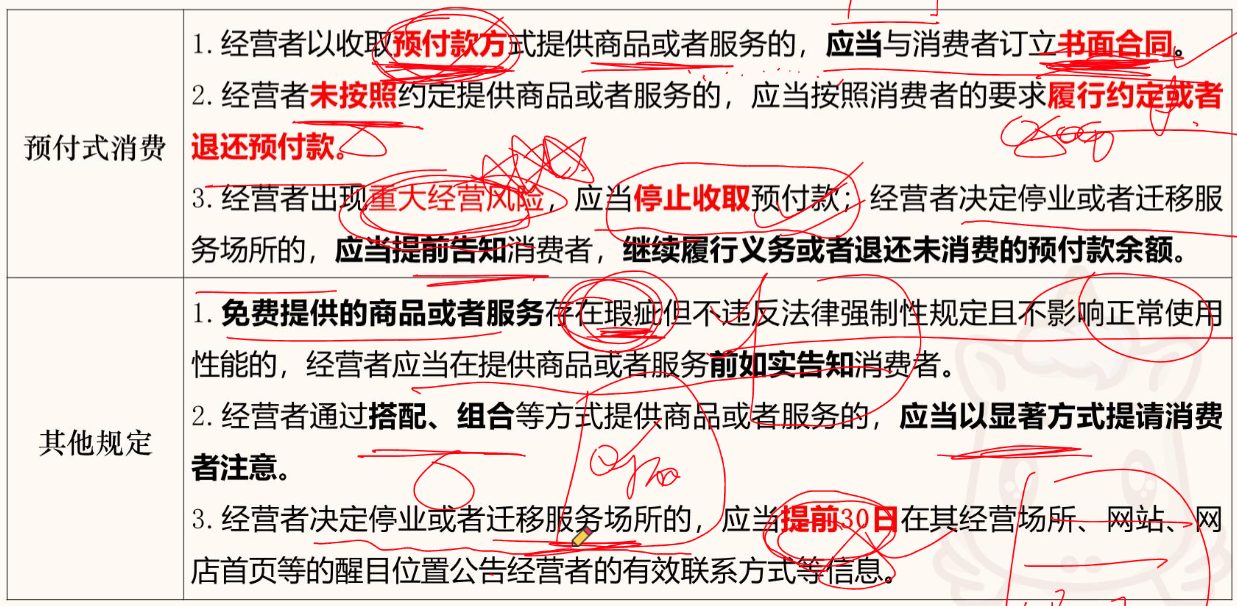 预付式消费
1. 经营者以收取预付款方式提供商品或者服务的，应当与消费者订立书面合同。
2. 经营者未按照约定提供商品或者服务的，应当按照消费者的要求履行约定或者
退还预付款。
3. 经营者出现重大经营风险，应当停止收取预付款；经营者决定停业或者迁移服
务场所的，应当提前告知消费者，继续履行义务或者退还未消费的预付款余额。
其他规定
1. 免费提供的商品或者服务存在瑕疵但不违反法律强制性规定且不影响正常使用
性能的，经营者应当在提供商品或者服务前如实告知消费者。
2. 经营者通过搭配、组合等方式提供商品或者服务的，应当以显著方式提请消费
者注意。
3. 经营者决定停业或者迁移服务场所的，应当提前30日在其经营场所、网站、网
店首页等的醒目位置公告经营者的有效联系方式等信息。